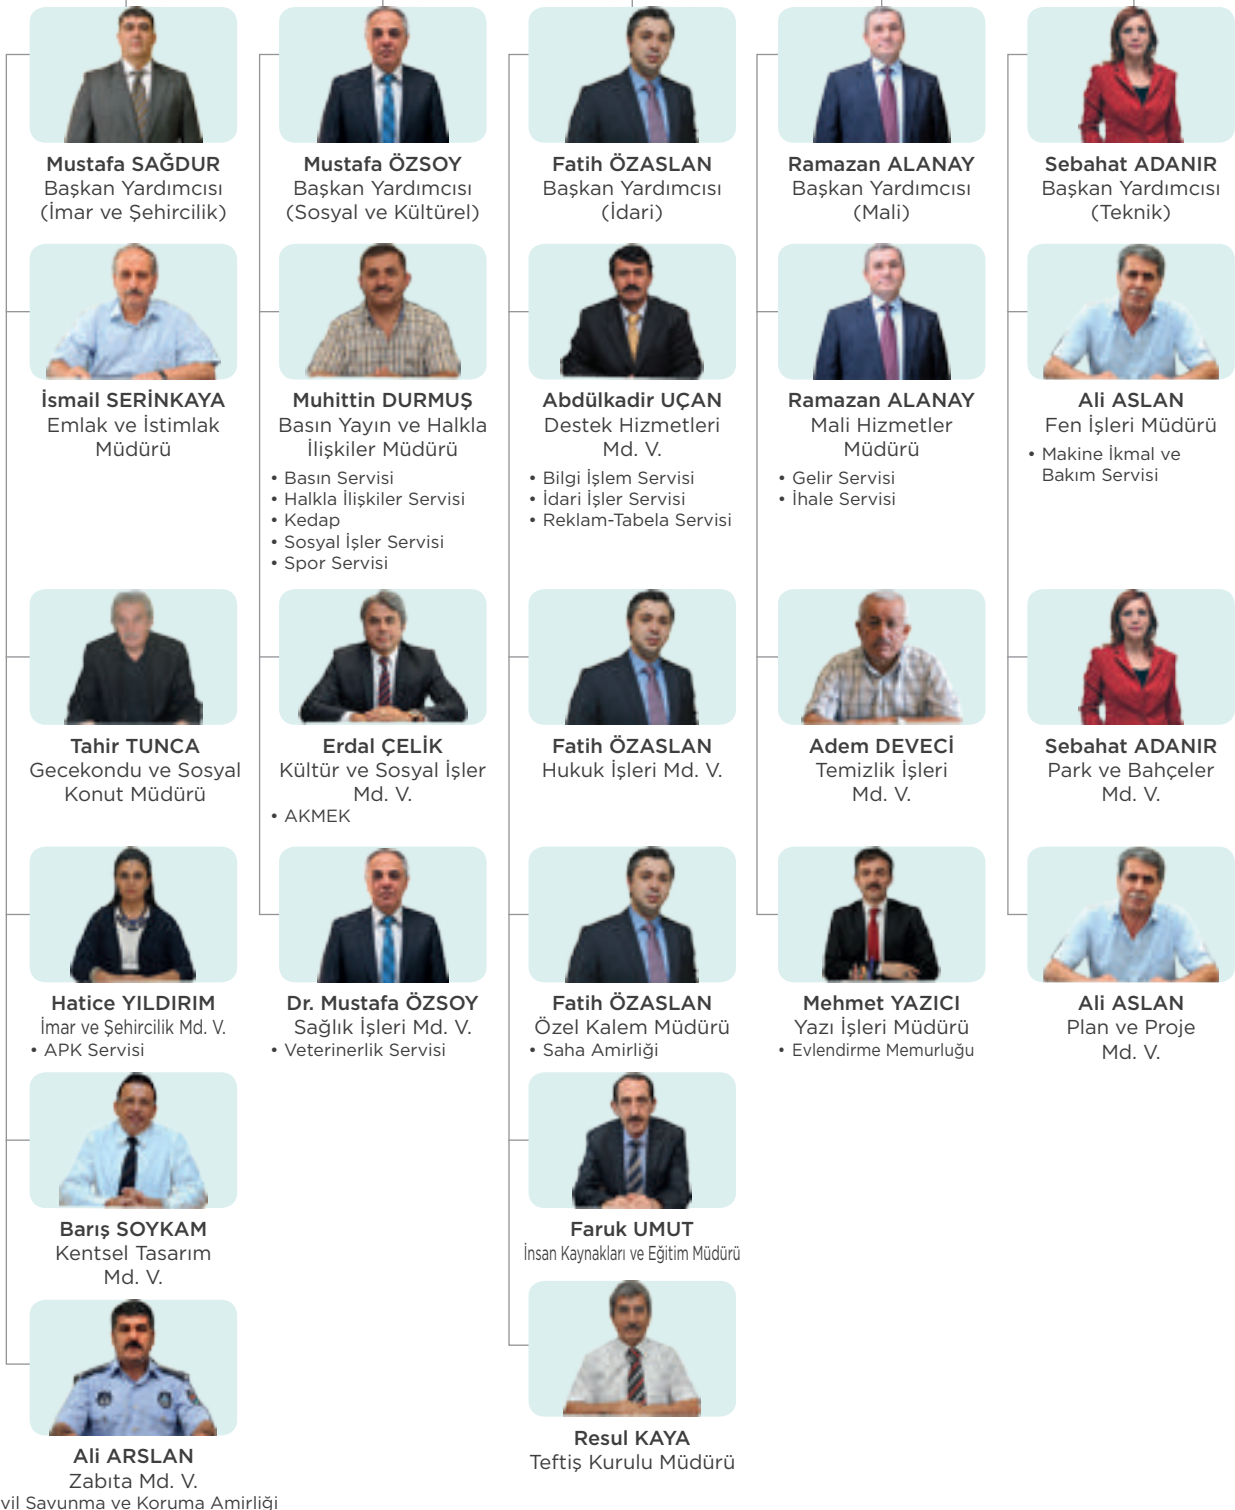 Mustafa SAĞDUR
Başkan Yardımcısı
(İmar ve Şehircilik)
Mustafa ÖZSOY
Başkan Yardımcısı
(Sosyal ve Kültürel)
Fatih ÖZASLAN
Başkan Yardımcısı
(İdari)
Ramazan ALANAY
Başkan Yardımcısı
(Mali)
Sebahat ADANIR
Başkan Yardımcısı
(Teknik)
İsmail SERİNKAYA
Emlak ve İstimlak
Müdürü
Muhittin DURMUŞ
Basın Yayın ve Halkla
İlişkiler Müdürü
• Basın Servisi
• Halkla İlişkiler Servisi
• Kedap
• Sosyal İşler Servisi
• Spor Servisi
Abdülkadir UÇAN
Destek Hizmetleri
Md. V.
• Bilgi İşlem Servisi
• İdari İşler Servisi
• Reklam-Tabela Servisi
Ramazan ALANAY
Mali Hizmetler
Müdürü
• Gelir Servisi
• İhale Servisi
Ali ASLAN
Fen İşleri Müdürü
• Makine İkmal ve
Bakım Servisi
Tahir TUNCA
Gecekondu ve Sosyal
Konut Müdürü
Erdal ÇELİK
Kültür ve Sosyal İşler
Md. V.
• AKMEK
Fatih ÖZASLAN
Hukuk İşleri Md. V.
Adem DEVECİ
Temizlik İşleri
Md. V.
Sebahat ADANIR
Park ve Bahçeler
Md. V.
Hatice YILDIRIM
İmar ve Şehircilik Md. V.
• APK Servisi
Dr. Mustafa ÖZSOY
Sağlık İşleri Md. V.
• Veterinerlik Servisi
Fatih ÖZASLAN
Özel Kalem Müdürü
• Saha Amirliği
Mehmet YAZICI
Yazı İşleri Müdürü
• Evlendirme Memurluğu
Ali ASLAN
Plan ve Proje
Md. V.
Barış SOYKAM
Kentsel Tasarım
Md. V.
Faruk UMUT
İnsan Kaynakları ve Eğitim Müdürü
Ali ARSLAN
Zabıta Md. V.
vil Savunma ve Koruma Amirliği
Resul KAYA
Teftiş Kurulu Müdürü